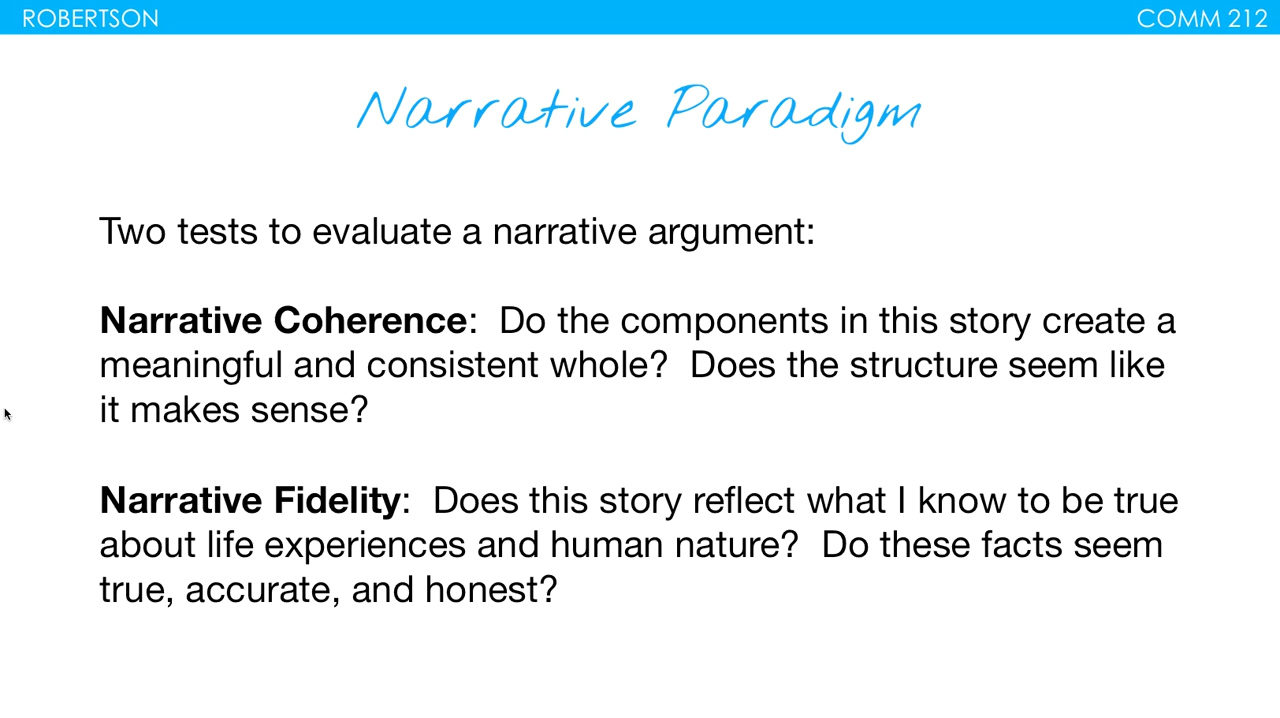 ROBERTSON
COMM 212
Narrative Paradigm
Two tests to evaluate a narrative argument:
Narrative Coherence:  Do the components in this story create a
meaningful and consistent whole?  Does the structure seem like
it makes sense?
Narrative Fidelity:  Does this story reflect what I know to be true
about life experiences and human nature?  Do these facts seem
true, accurate, and honest?